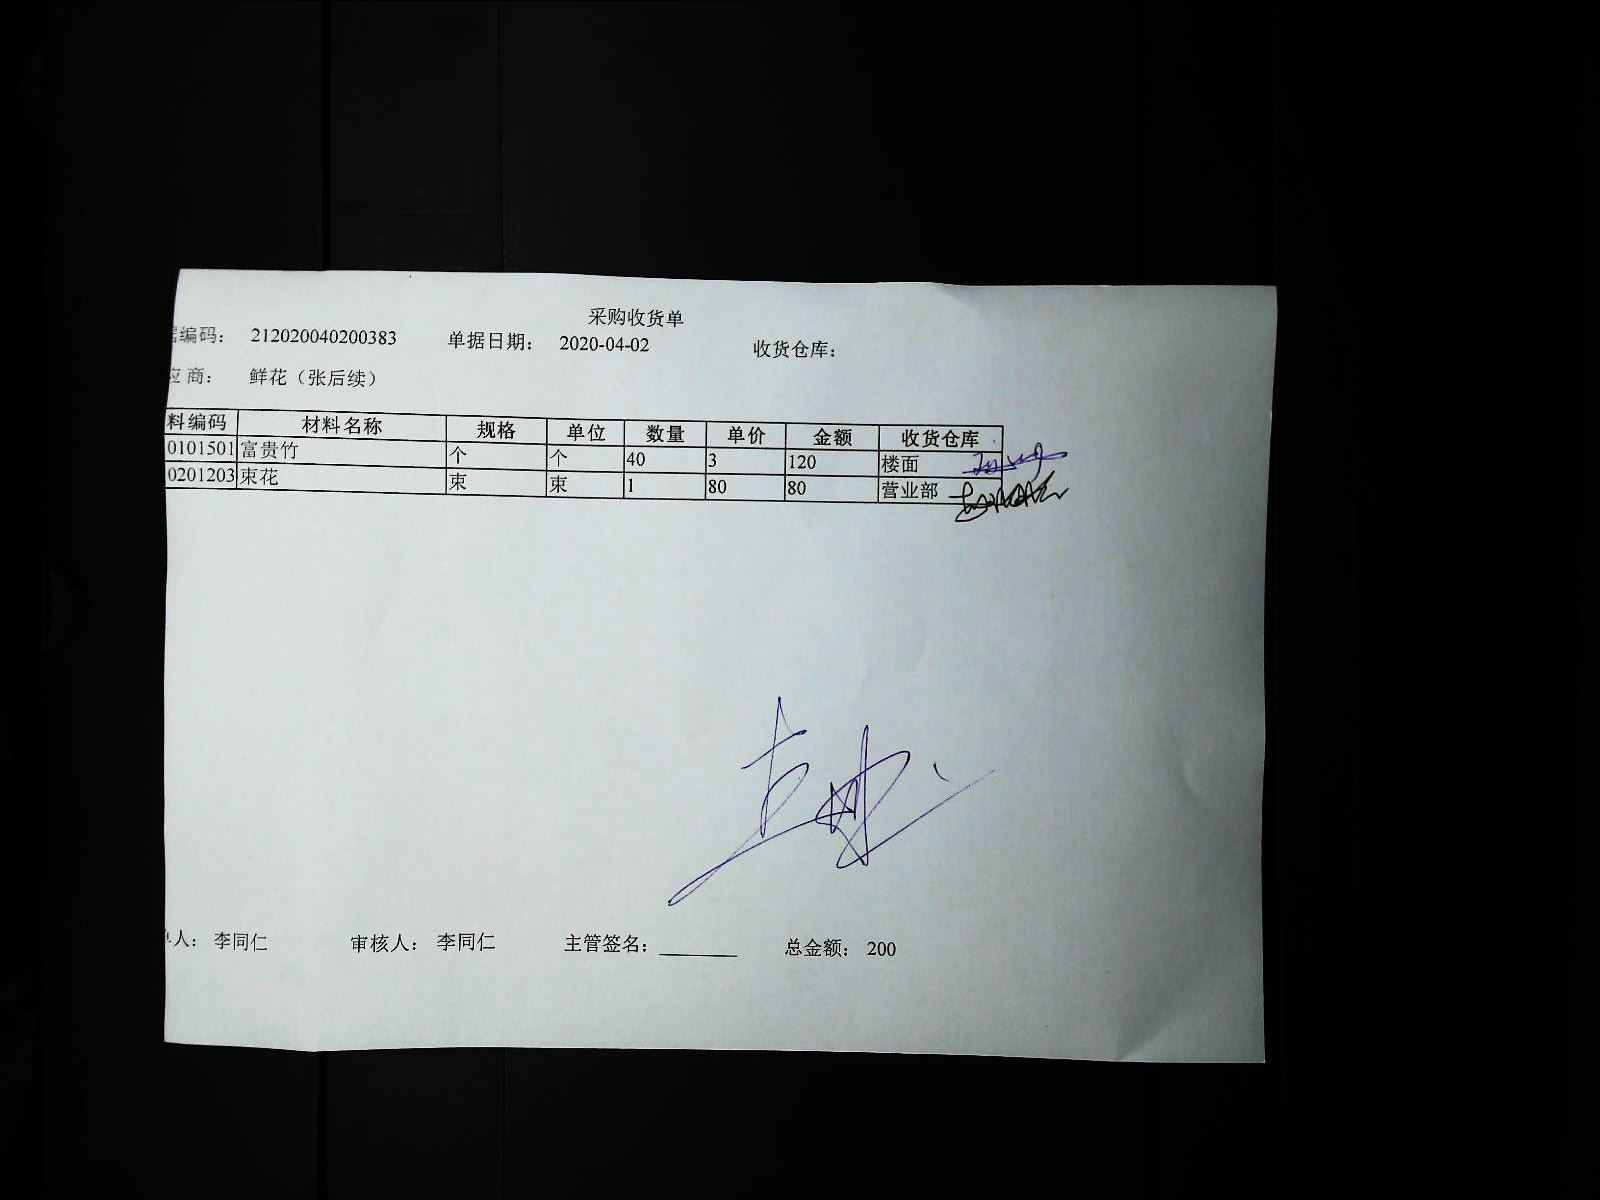 采购收货单
据编码： 212020040200383 单据日期： 2020-04-02 收货仓库：
应商： 鲜花（张后续）
料编码 材料名称 规格 单位 数量 单价 金额 收货仓库
0101501 富贵竹 个 个 40 3 120 楼面
0201203 束花 束 束 1 80 80 营业部
单人： 李同仁 审核人： 李同仁 主管签名： 总金额： 200